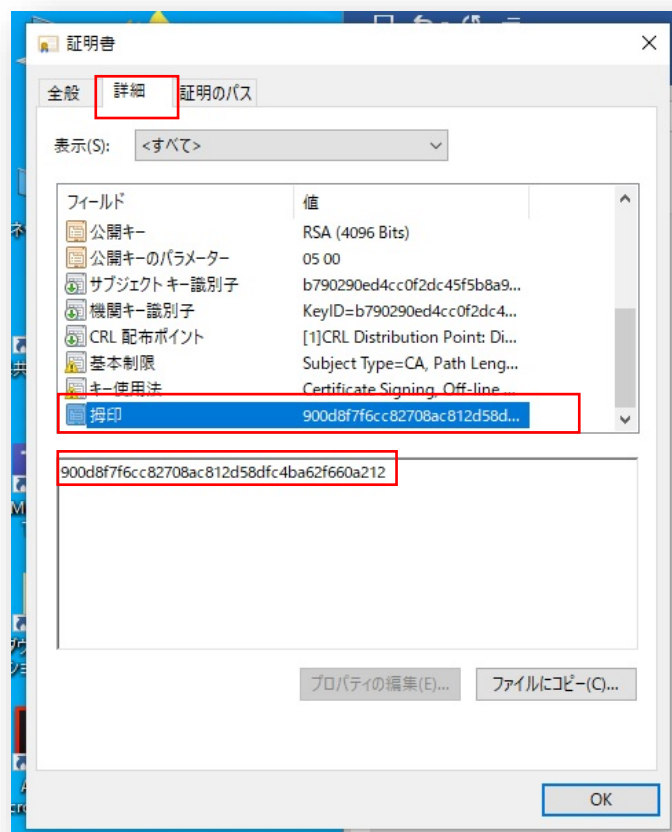 証明書
全般 詳細 証明のパス
表示(S): <すべて>
フィールド 値
公開キー RSA (4096 Bits)
公開キーのパラメーター 05 00
サブジェクト キー識別子 b790290ed4cc0f2dc45f5b8a9...
機関キー識別子 KeyID=b790290ed4cc0f2dc4...
CRL 配布ポイント [1]CRL Distribution Point: Di...
基本制限 Subject Type=CA, Path Leng...
キー使用法 Certificate Signing, Off-line ...
拇印 900d8f7f6cc82708ac812d58d...
900d8f7f6cc82708ac812d58dfc4ba62f660a212
プロパティの編集(E)... ファイルにコピー(C)...
OK